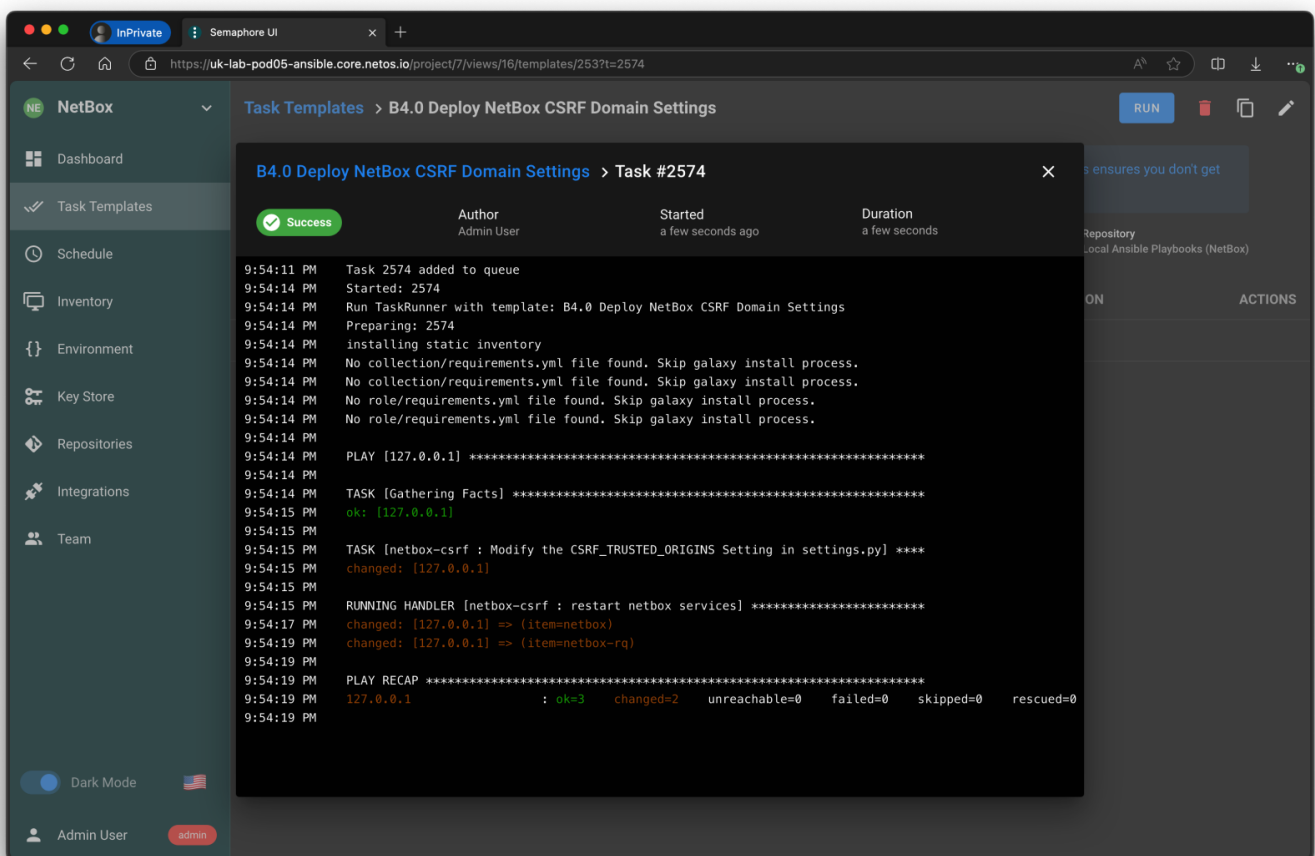 InPrivate
Semaphore UI
https://uk-lab-pod05-ansible.core.netos.io/project/7/views/16/templates/253?t=2574
NE NetBox
Task Templates > B4.0 Deploy NetBox CSRF Domain Settings
RUN
Dashboard
Task Templates
Schedule
Inventory
Environment
Key Store
Repositories
Integrations
Team
Dark Mode
Admin User admin
s ensures you don't get
Repository
Local Ansible Playbooks (NetBox)
ON ACTIONS
B4.0 Deploy NetBox CSRF Domain Settings > Task #2574
Success
Author
Admin User
Started
a few seconds ago
Duration
a few seconds
9:54:11 PM Task 2574 added to queue
9:54:14 PM Started: 2574
9:54:14 PM Run TaskRunner with template: B4.0 Deploy NetBox CSRF Domain Settings
9:54:14 PM Preparing: 2574
9:54:14 PM installing static inventory
9:54:14 PM No collection/requirements.yml file found. Skip galaxy install process.
9:54:14 PM No collection/requirements.yml file found. Skip galaxy install process.
9:54:14 PM No role/requirements.yml file found. Skip galaxy install process.
9:54:14 PM No role/requirements.yml file found. Skip galaxy install process.
9:54:14 PM
9:54:14 PM PLAY [127.0.0.1] ***************************************************************
9:54:14 PM
9:54:14 PM TASK [Gathering Facts] *********************************************************
9:54:15 PM ok: [127.0.0.1]
9:54:15 PM
9:54:15 PM TASK [netbox-csrf : Modify the CSRF_TRUSTED_ORIGINS Setting in settings.py] ****
9:54:15 PM changed: [127.0.0.1]
9:54:15 PM
9:54:15 PM RUNNING HANDLER [netbox-csrf : restart netbox services] ************************
9:54:17 PM changed: [127.0.0.1] => (item=netbox)
9:54:19 PM changed: [127.0.0.1] => (item=netbox-rq)
9:54:19 PM
9:54:19 PM PLAY RECAP *********************************************************************
9:54:19 PM 127.0.0.1 : ok=3 changed=2 unreachable=0 failed=0 skipped=0 rescued=0
9:54:19 PM